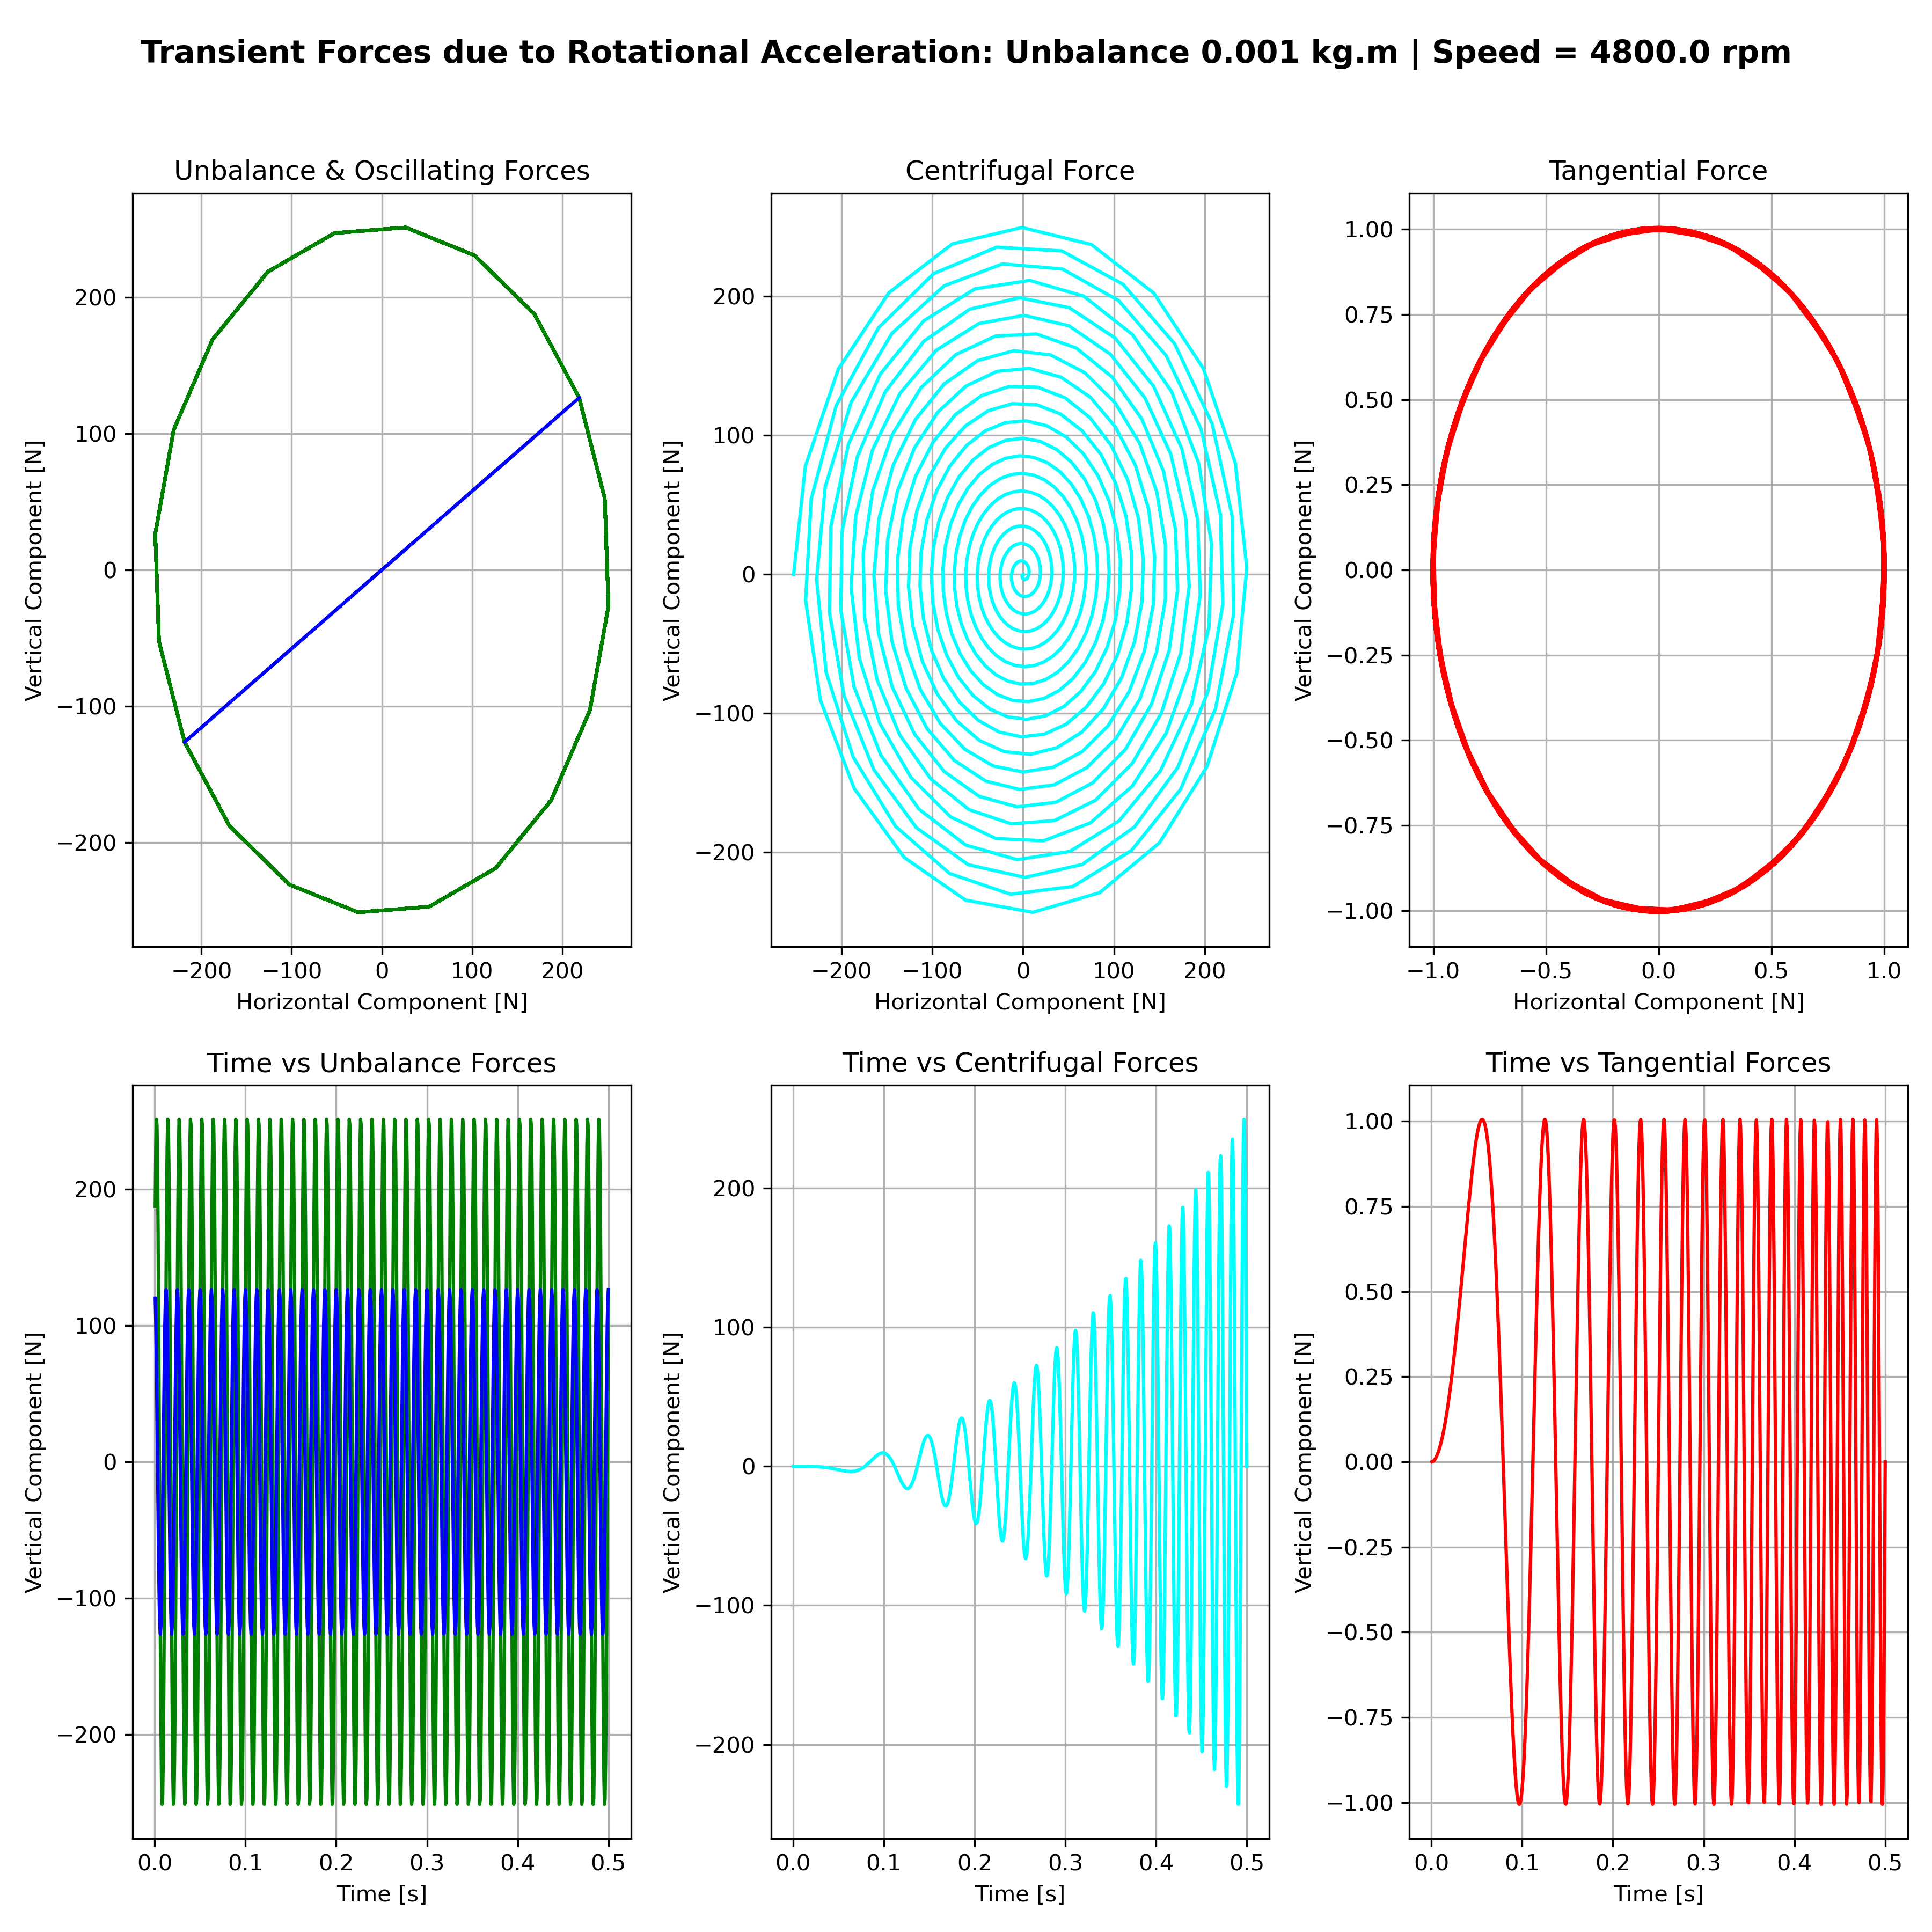 Transient Forces due to Rotational Acceleration: Unbalance 0.001 kg.m | Speed = 4800.0 rpm
Unbalance & Oscillating Forces
Vertical Component [N]
200
100
0
−100
−200
−200 −100 0 100 200
Horizontal Component [N]
Centrifugal Force
Vertical Component [N]
200
100
0
−100
−200
−200 −100 0 100 200
Horizontal Component [N]
Tangential Force
Vertical Component [N]
1.00
0.75
0.50
0.25
0.00
−0.25
−0.50
−0.75
−1.00
−1.0 −0.5 0.0 0.5 1.0
Horizontal Component [N]
Time vs Unbalance Forces
Vertical Component [N]
200
100
0
−100
−200
0.0 0.1 0.2 0.3 0.4 0.5
Time [s]
Time vs Centrifugal Forces
Vertical Component [N]
200
100
0
−100
−200
0.0 0.1 0.2 0.3 0.4 0.5
Time [s]
Time vs Tangential Forces
Vertical Component [N]
1.00
0.75
0.50
0.25
0.00
−0.25
−0.50
−0.75
−1.00
0.0 0.1 0.2 0.3 0.4 0.5
Time [s]